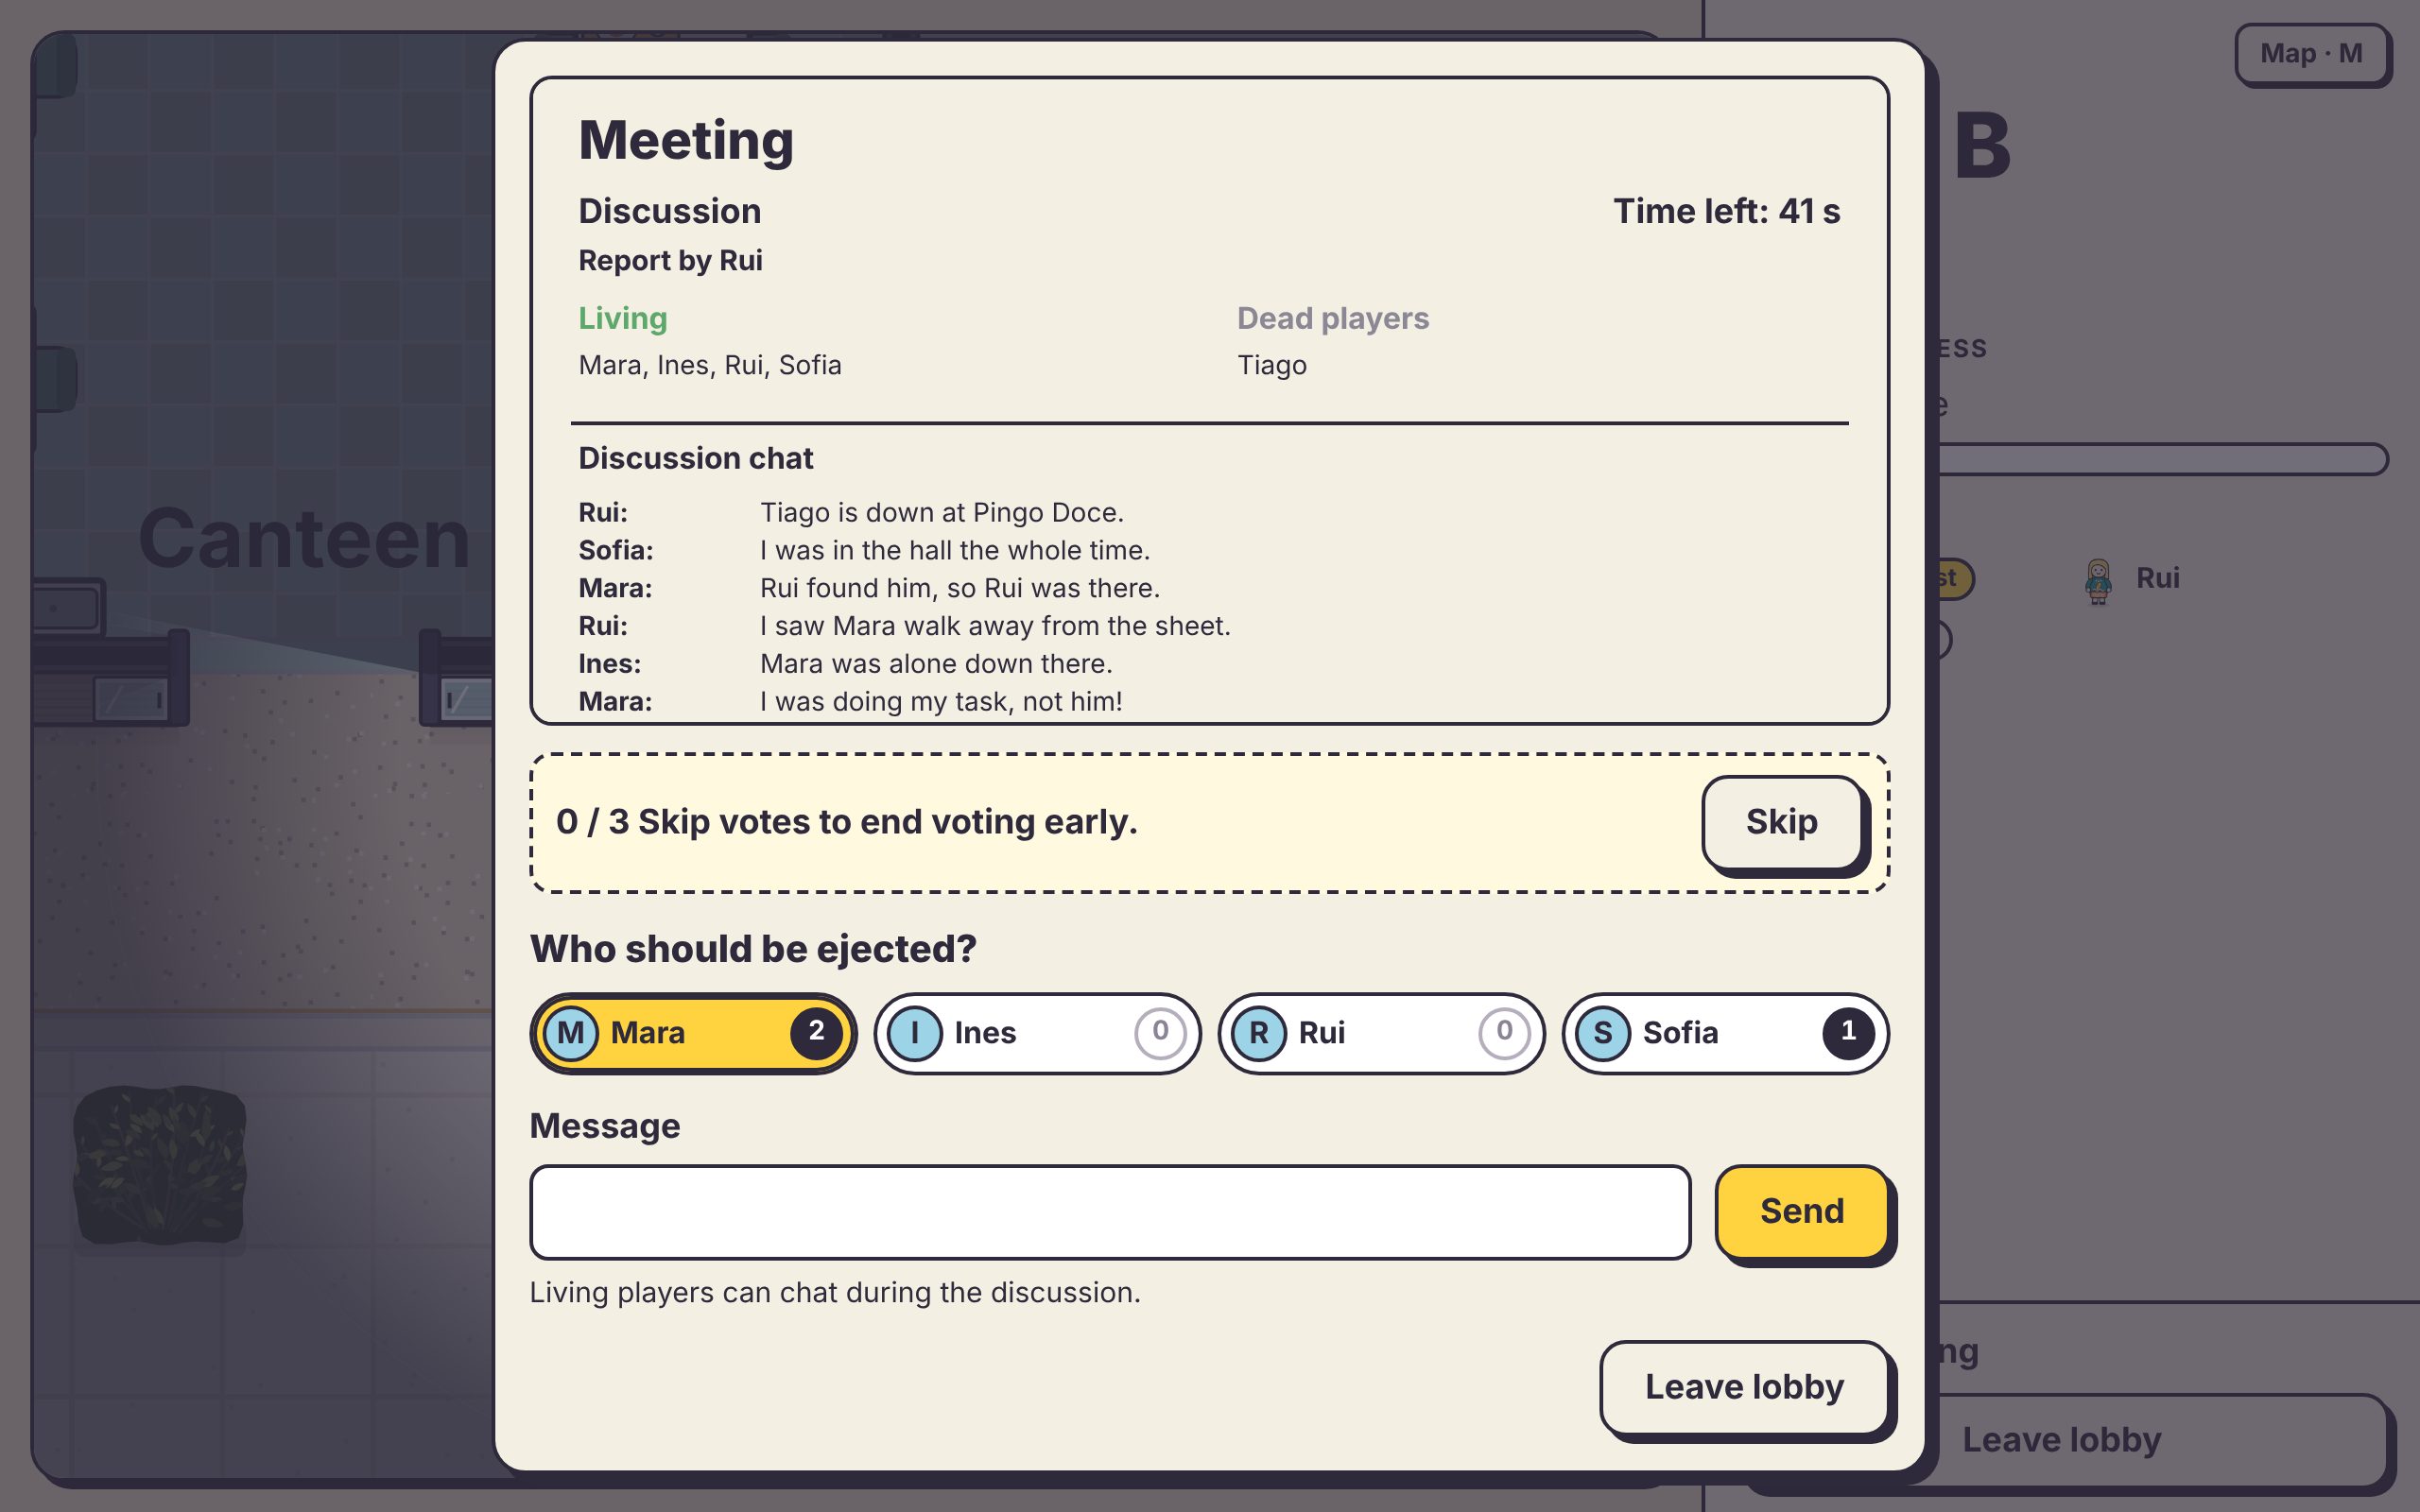 Map · M
B
Meeting
Discussion
Time left: 41 s
Report by Rui
Living
Dead players
Mara, Ines, Rui, Sofia
Tiago
Discussion chat
Rui: Tiago is down at Pingo Doce.
Sofia: I was in the hall the whole time.
Mara: Rui found him, so Rui was there.
Rui: I saw Mara walk away from the sheet.
Ines: Mara was alone down there.
Mara: I was doing my task, not him!
Canteen
Rui
0 / 3 Skip votes to end voting early.
Skip
Who should be ejected?
M Mara 2
I Ines 0
R Rui 0
S Sofia 1
Message
Send
Living players can chat during the discussion.
Leave lobby
Leave lobby